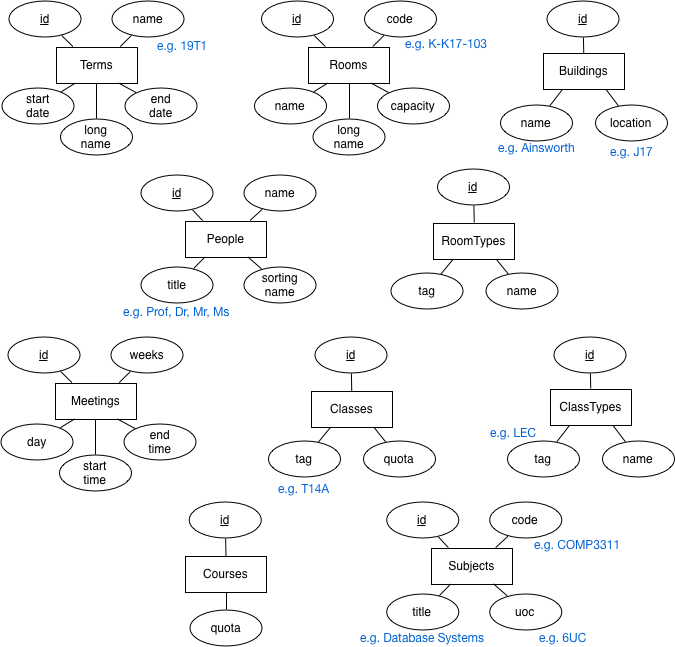 id
name
e.g. 19T1
Terms
start
date
end
date
long
name
id
code
e.g. K-K17-103
Rooms
name
capacity
long
name
id
Buildings
name
location
e.g. Ainsworth
e.g. J17
id
name
People
title
sorting
name
e.g. Prof, Dr, Mr, Ms
id
RoomTypes
tag
name
id
weeks
Meetings
day
end
time
start
time
id
Classes
tag
quota
e.g. T14A
id
ClassTypes
e.g. LEC
tag
name
id
Courses
quota
id
code
e.g. COMP3311
Subjects
title
uoc
e.g. Database Systems
e.g. 6UC